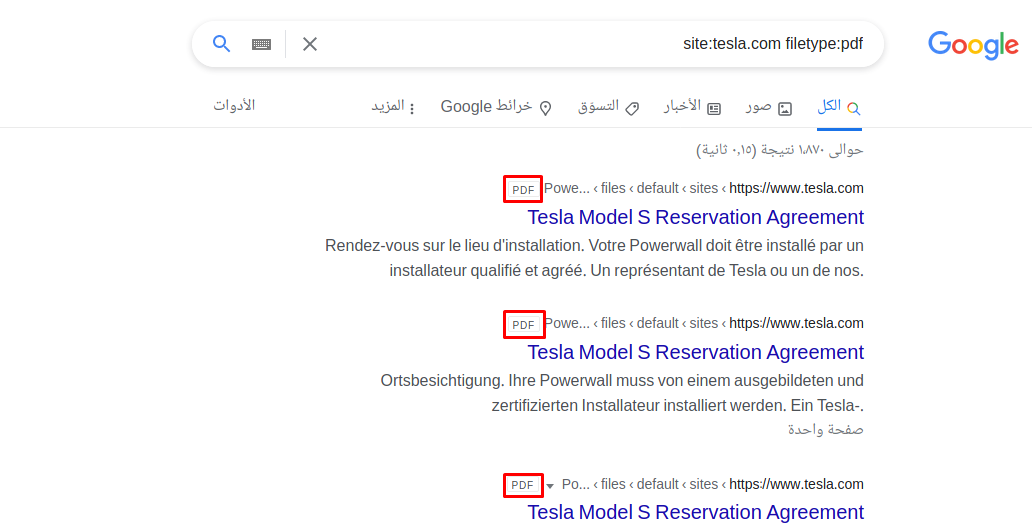 site:tesla.com filetype:pdf
Google
الكل
صور
الأخبار
التسوّق
خرائط Google
المزيد
الأدوات
حوالى ١٬٨٧٠ نتيجة (٠٫١٥ ثانية)
https://www.tesla.com › sites › default › files › Powe... PDF
Tesla Model S Reservation Agreement
Rendez-vous sur le lieu d'installation. Votre Powerwall doit être installé par un
installateur qualifié et agréé. Un représentant de Tesla ou un de nos.
https://www.tesla.com › sites › default › files › Powe... PDF
Tesla Model S Reservation Agreement
Ortsbesichtigung. Ihre Powerwall muss von einem ausgebildeten und
zertifizierten Installateur installiert werden. Ein Tesla-.
صفحة واحدة
https://www.tesla.com › sites › default › files › Po... PDF
Tesla Model S Reservation Agreement